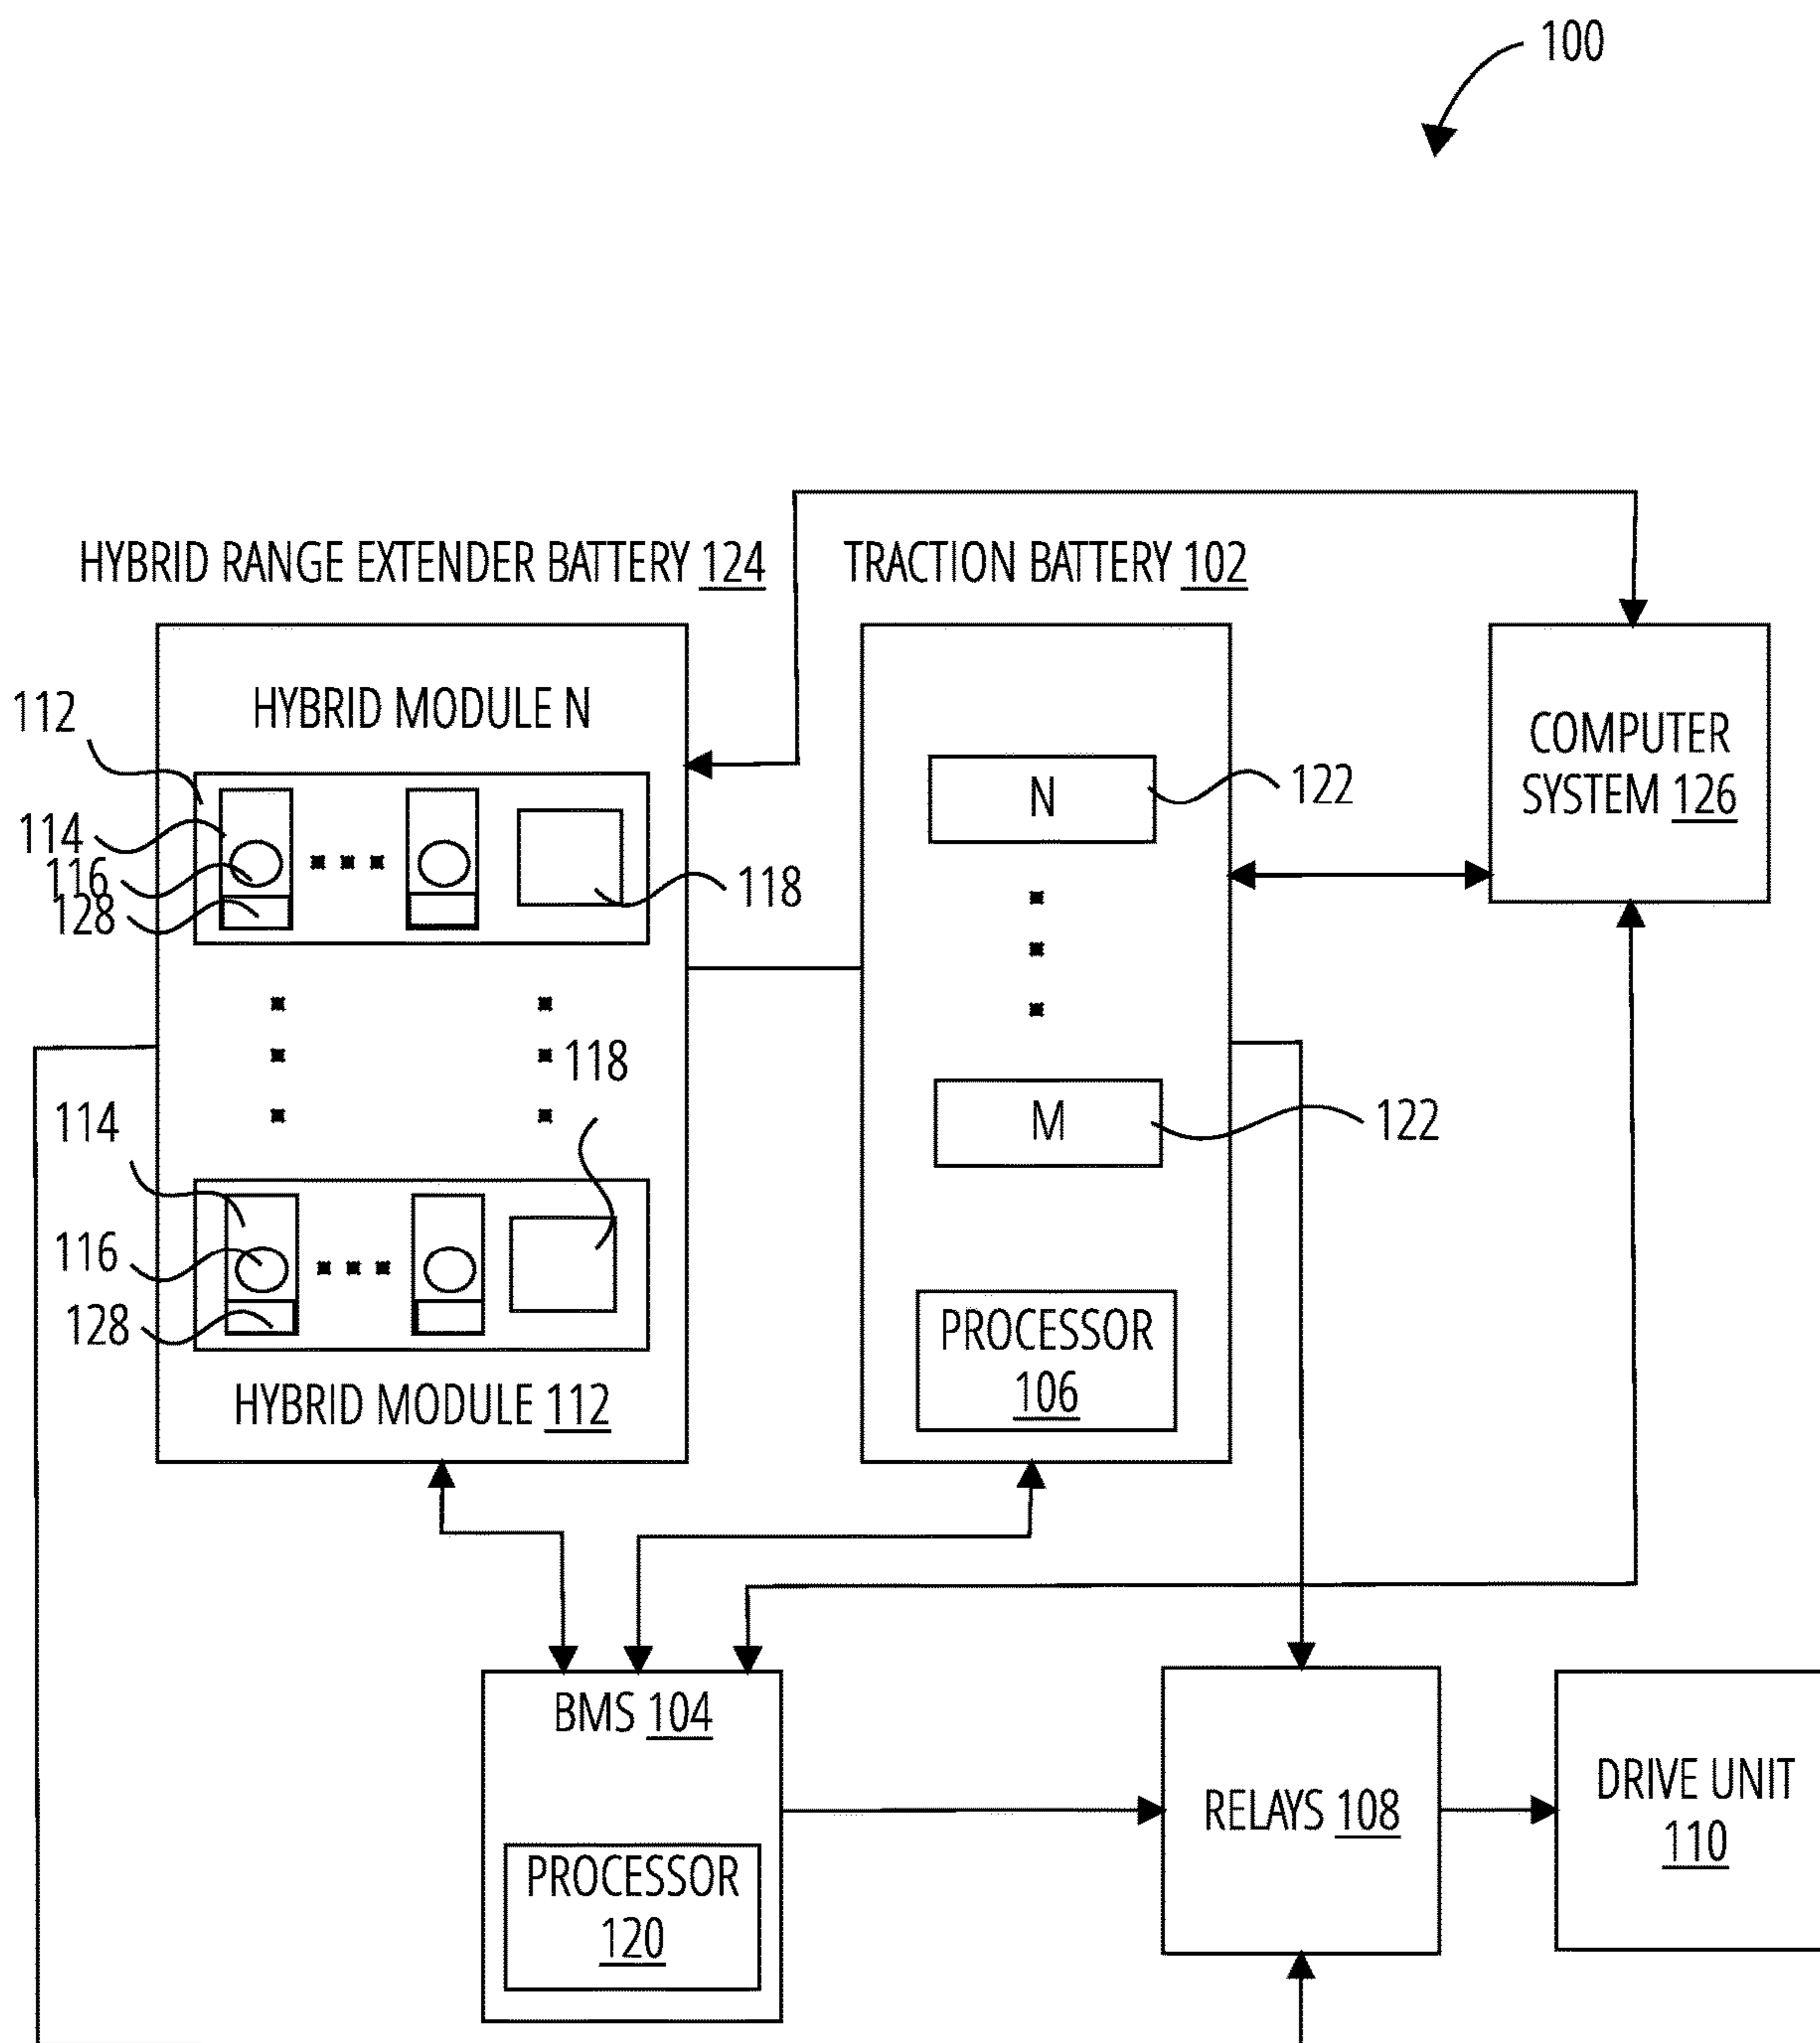 100
HYBRID RANGE EXTENDER BATTERY 124
TRACTION BATTERY 102
HYBRID MODULE N
112
114
116
128
118
N
122
COMPUTER
SYSTEM 126
118
114
M
122
116
128
PROCESSOR
106
HYBRID MODULE 112
BMS 104
PROCESSOR
120
RELAYS 108
DRIVE UNIT
110